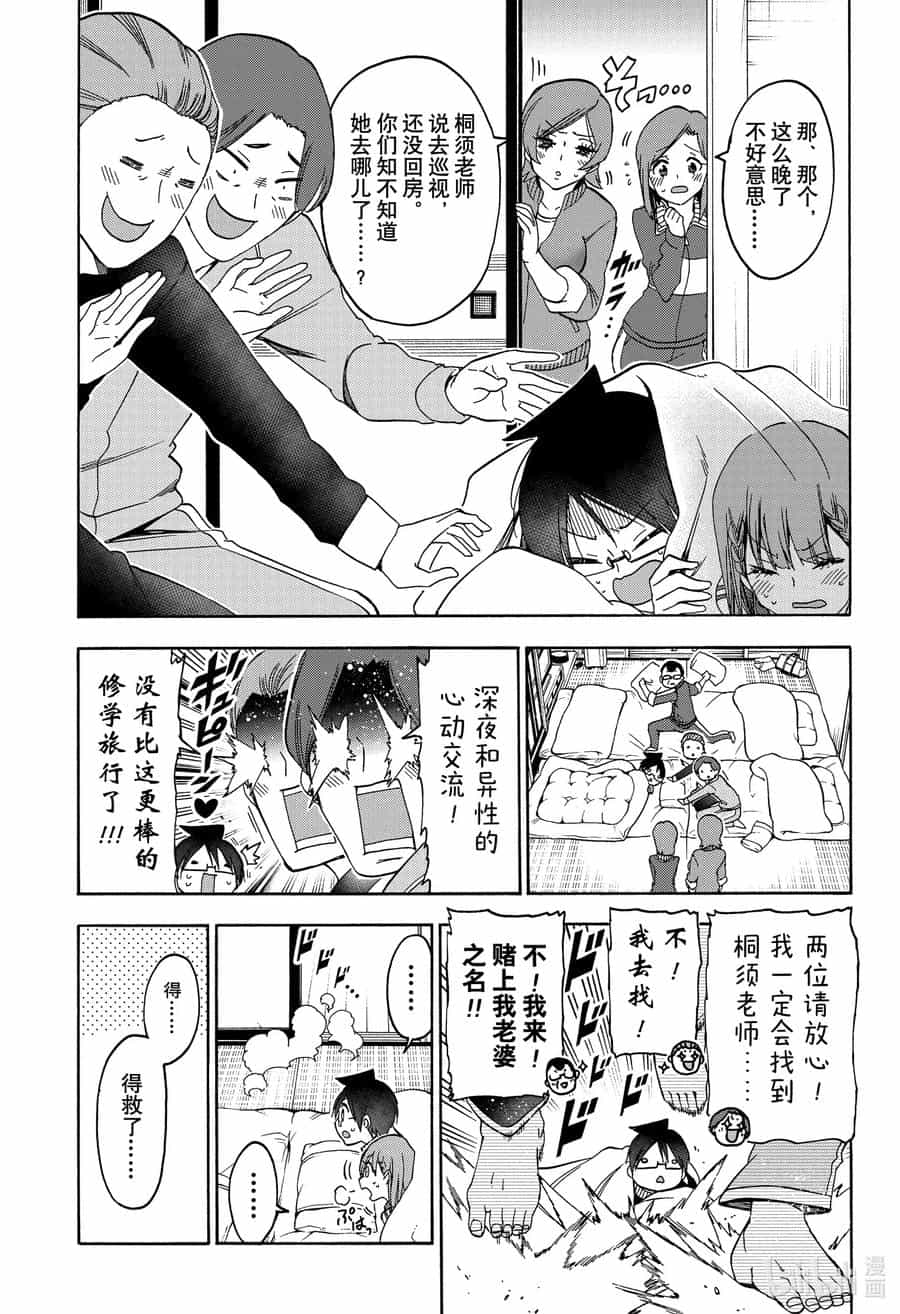 那、那个，
这么晚了
不好意思…
桐须老师
说去巡视，
还没回房。
你们知不知道
她去哪儿了……？
そっ…
ガラ…
深夜和异性的
心动交流！
没有比这更棒的
修学旅行了!!!
ギュピーン♥
两位请放心！
我一定会找到
桐须老师……
不！
我去找！
不！我来！
赌上我老婆
之名!!
ドドド
……
ドドド
……
ぷはっ
得……
得救了……
漫画